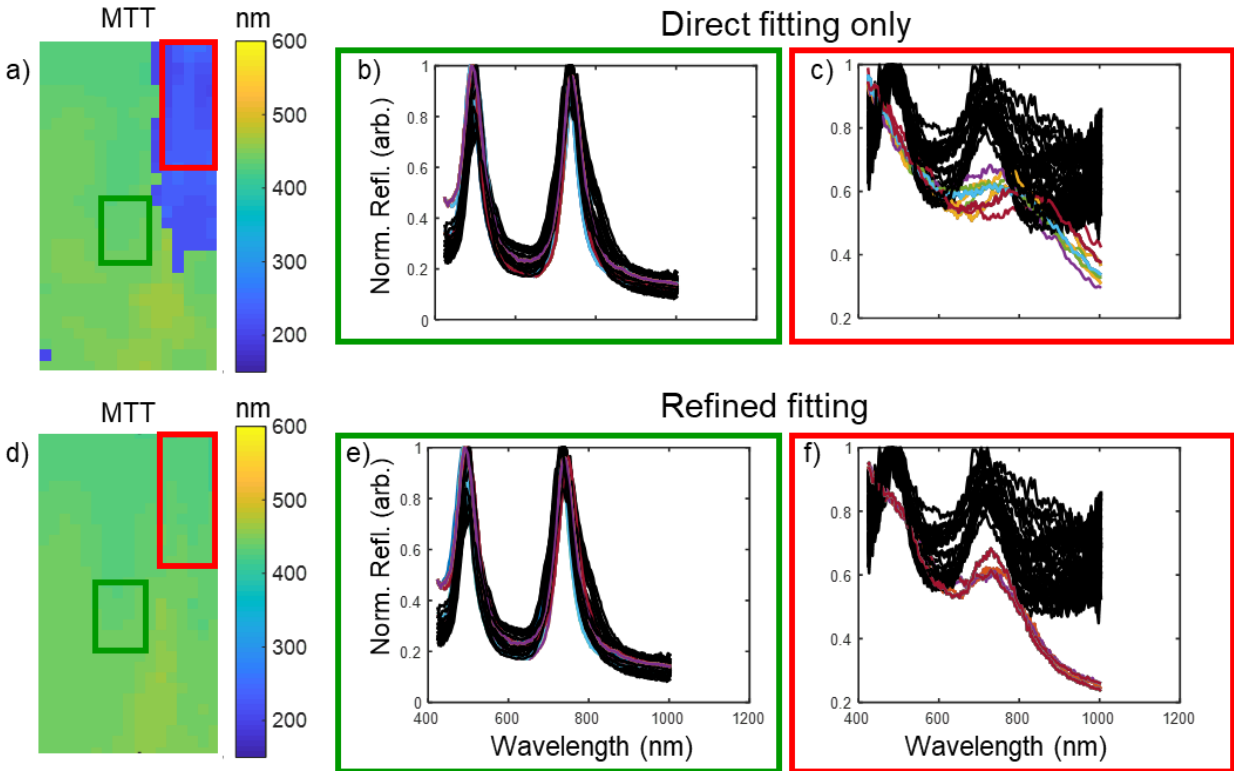 Direct fitting only
MTT
nm
a)
600
500
400
300
200
b)
Norm. Refl. (arb.)
1
0.8
0.6
0.4
0.2
0
c)
1
0.8
0.6
0.4
0.2
Refined fitting
MTT
nm
d)
600
500
400
300
200
e)
Norm. Refl. (arb.)
1
0.8
0.6
0.4
0.2
0
400 600 800 1000 1200
Wavelength (nm)
f)
1
0.8
0.6
0.4
0.2
400 600 800 1000 1200
Wavelength (nm)